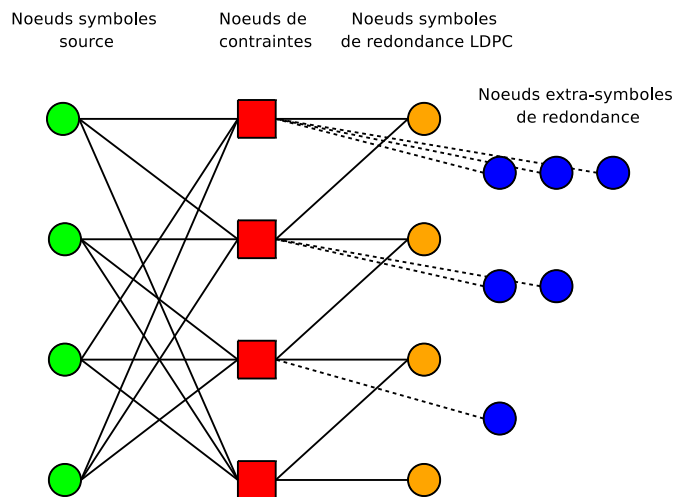 Noeuds symboles
source
Noeuds de
contraintes
Noeuds symboles
de redondance LDPC
Noeuds extra-symboles
de redondance